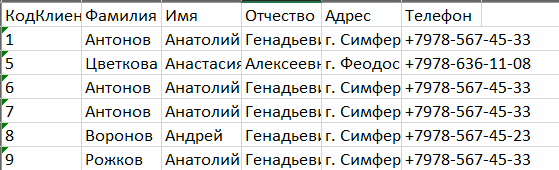 КодКлиен Фамилия Имя Отчество Адрес Телефон
1 Антонов Анатолий Генадьеви г. Симфер +7978-567-45-33
5 Цветкова Анастасия Алексеевн г. Феодос +7978-636-11-08
6 Антонов Анатолий Генадьеви г. Симфер +7978-567-45-33
7 Антонов Анатолий Генадьеви г. Симфер +7978-567-45-33
8 Воронов Андрей Генадьеви г. Симфер +7978-567-45-23
9 Рожков Анатолий Генадьеви г. Симфер +7978-567-45-33